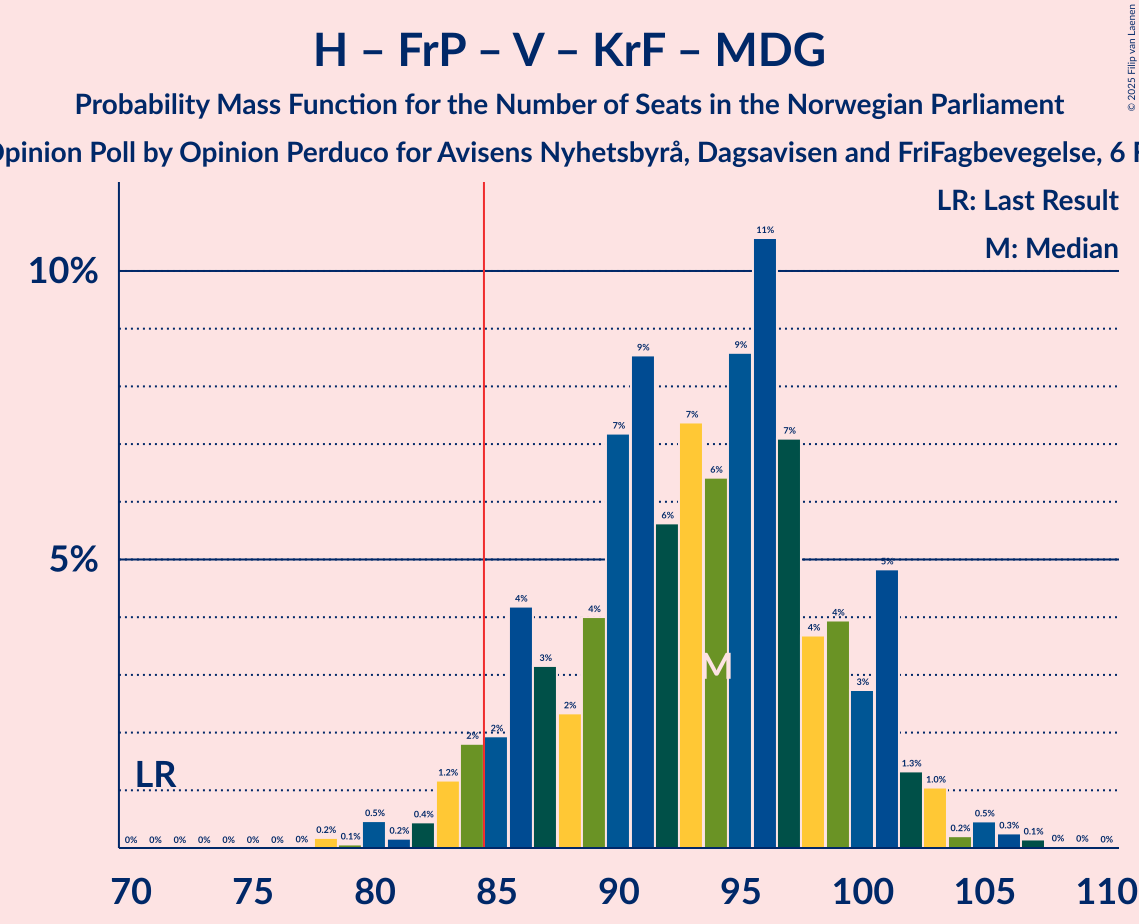 H – FrP – V – KrF – MDG
Probability Mass Function for the Number of Seats in the Norwegian Parliament
Opinion Poll by Opinion Perduco for Avisens Nyhetsbyrå, Dagsavisen and FriFagbevegelse, 6
© 2025 Filip van Laenen
LR: Last Result
M: Median
10%
5%
LR
M
0% 0% 0% 0% 0% 0% 0% 0% 0.2% 0.1% 0.5% 0.2% 0.4% 1.2% 2% 2% 4% 3% 2% 4% 7% 9% 6% 7% 6% 9% 11% 7% 4% 4% 3% 5% 1.3% 1.0% 0.2% 0.5% 0.3% 0.1% 0% 0% 0%
70 75 80 85 90 95 100 105 110